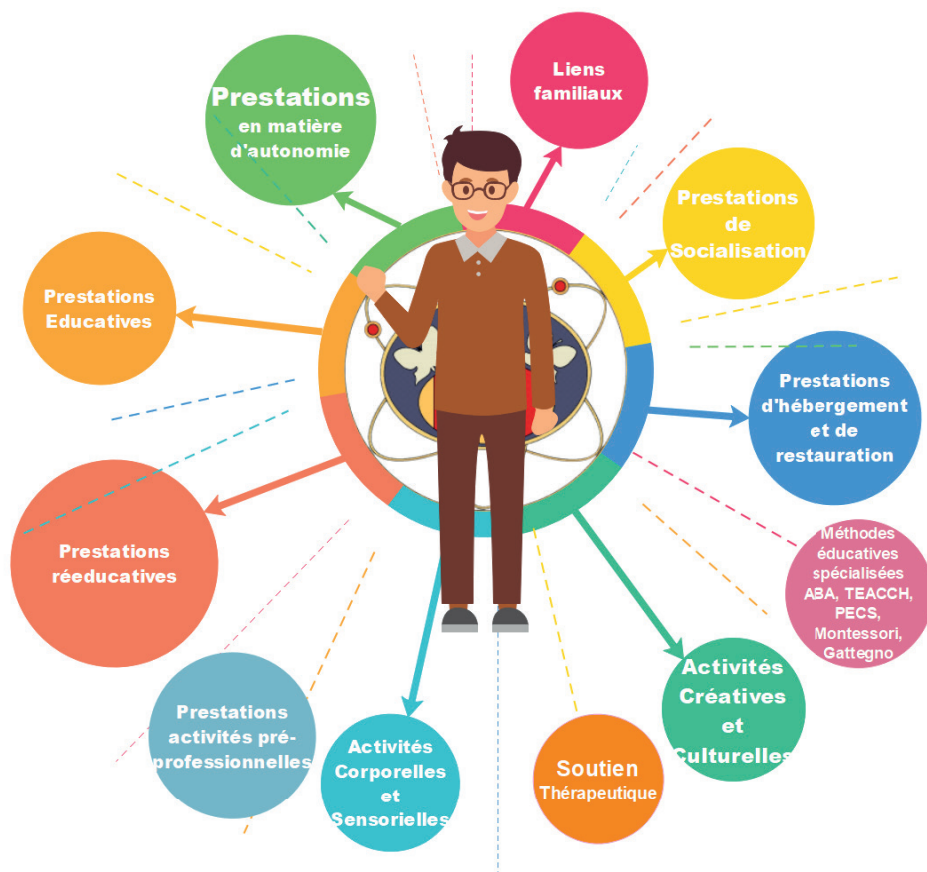 Prestations
en matière
d'autonomie
Liens
familiaux
Prestations
de
Socialisation
Prestations
Educatives
Prestations
d'hébergement
et de
restauration
Prestations
réeducatives
Méthodes
éducatives
spécialisées
ABA, TEACCH,
PECS,
Montessori,
Gattegno
Prestations
activités pré-
professionnelles
Activités
Corporelles
et
Sensorielles
Soutien
Thérapeutique
Activités
Créatives
et
Culturelles